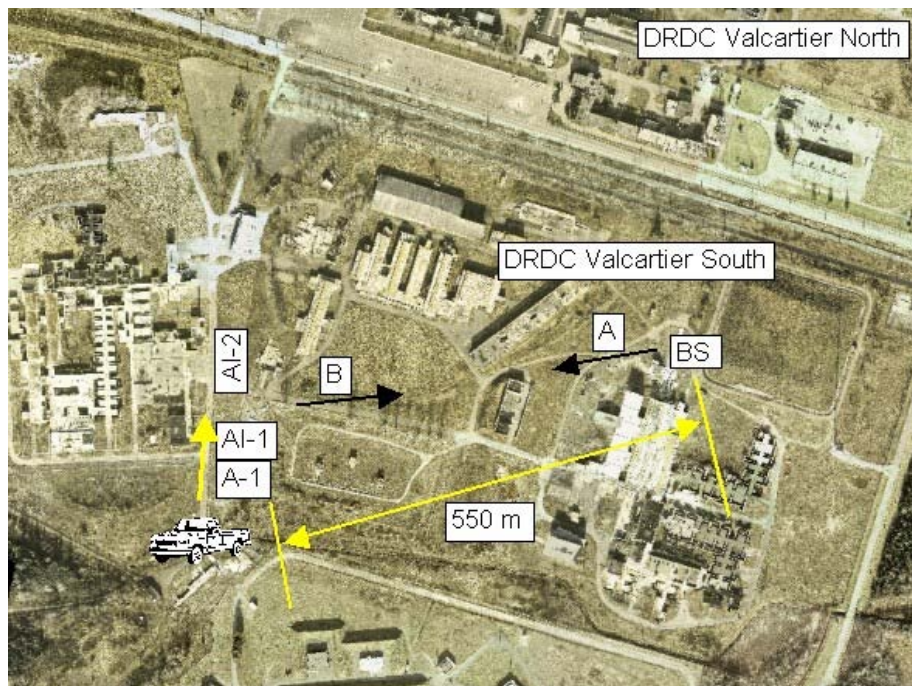 DRDC Valcartier North
DRDC Valcartier South
A
BS
AI-2
B
AI-1
A-1
550 m